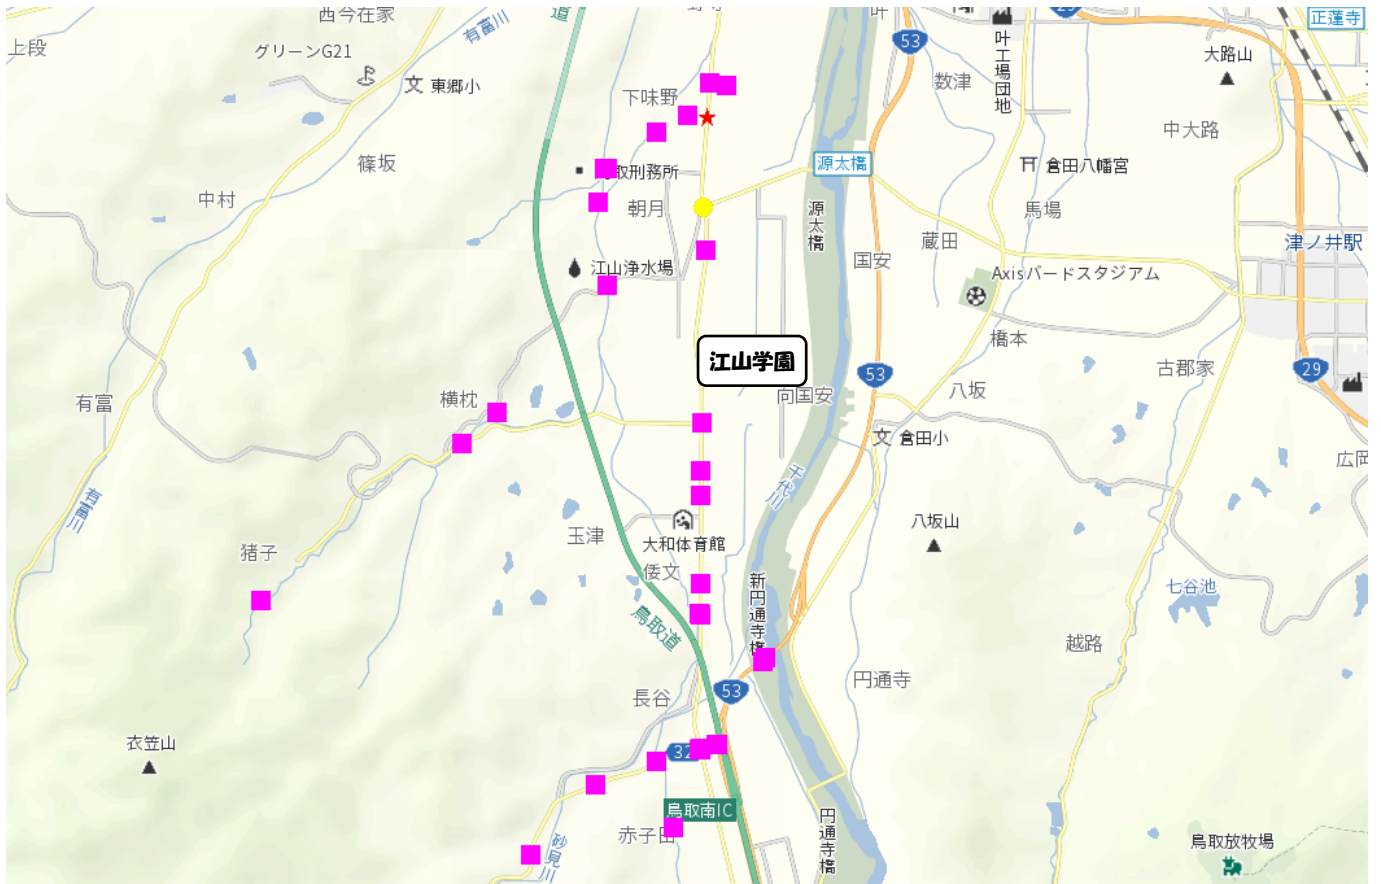 西今在家
有富川
道
叶
29
正蓮寺
上段
グリーンG21
東郷小
53
叶工場団地
大路山
下味野
数津
中大路
篠坂
取刑務所
源太橋
倉田八幡宮
中村
朝月
源太橋
馬場
蔵田
津ノ井駅
江山浄水場
国安
Axisバードスタジアム
橋本
江山学園
古郡家
53
29
有富
横枕
向国安
八坂
倉田小
広岡
千代川
有富川
八坂山
猪子
玉津
大和体育館
倭文
新円通寺橋
七谷池
鳥取道
越路
円通寺
53
長谷
衣笠山
32
鳥取南IC
赤子田
円通寺橋
砂見川
鳥取放牧場